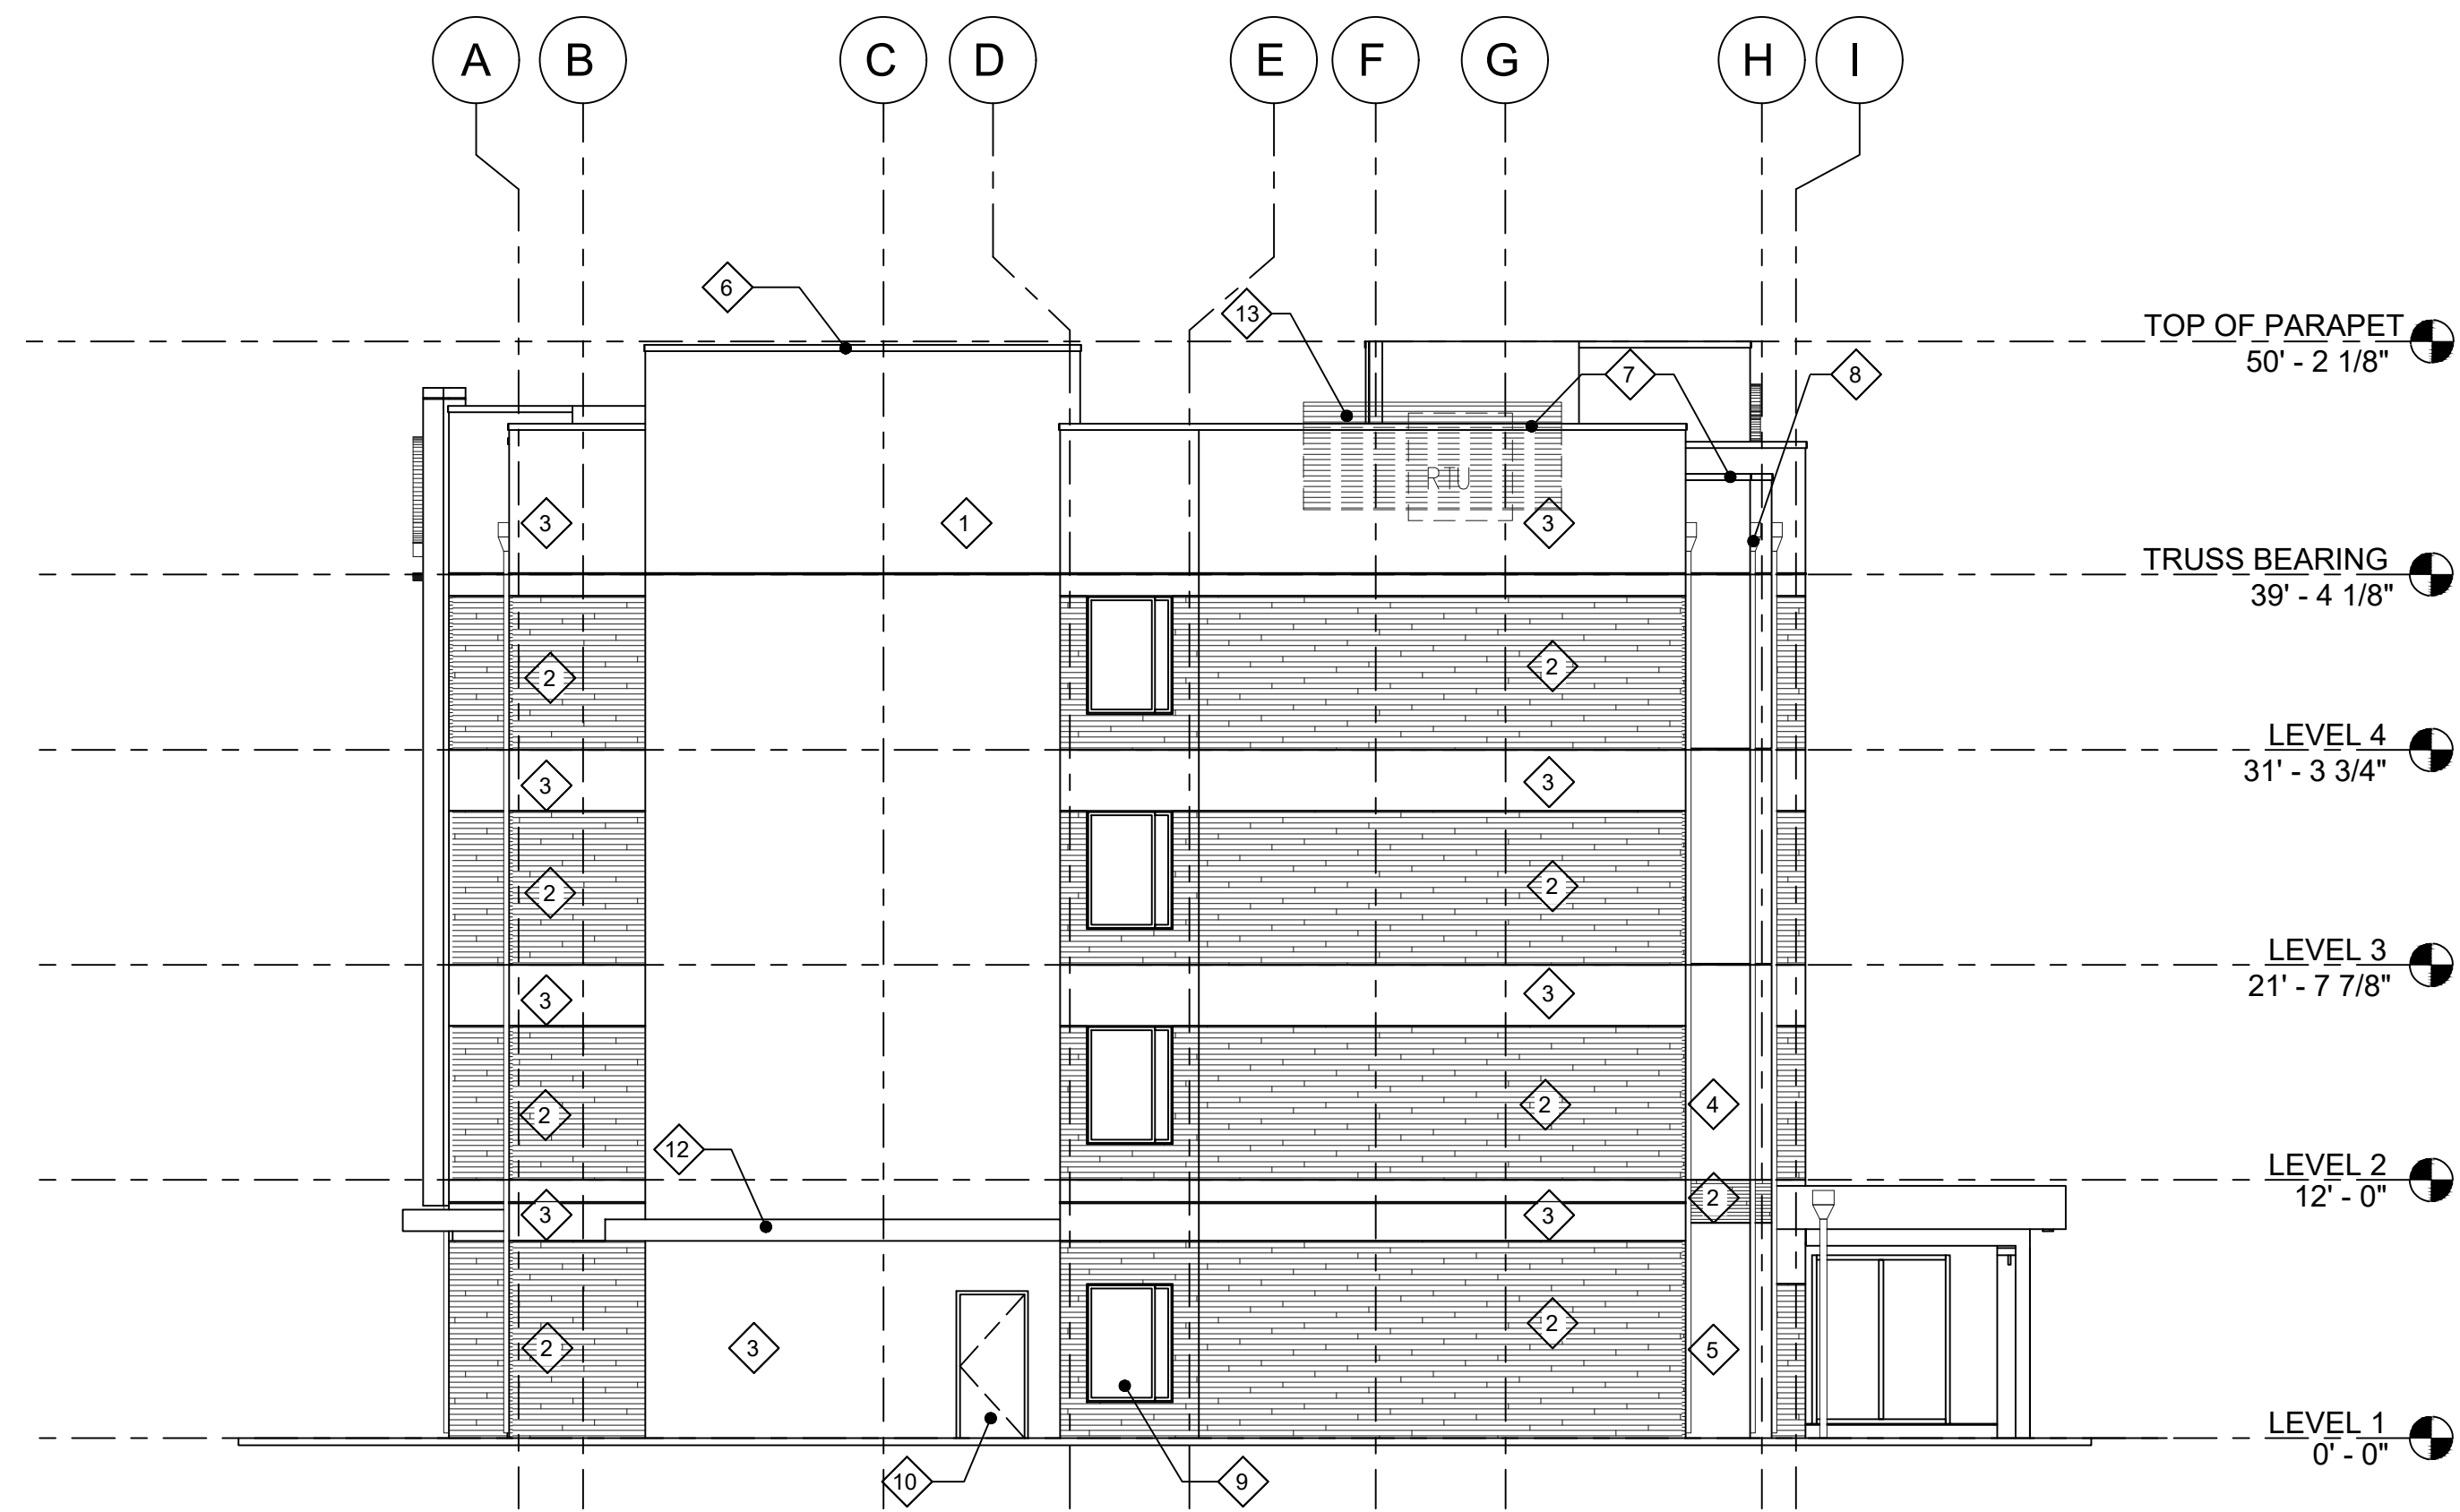 A B C D E F G H I
6
13
TOP OF PARAPET
50' - 2 1/8"
7
8
RTU
3
1
3
TRUSS BEARING
39' - 4 1/8"
2
2
LEVEL 4
31' - 3 3/4"
3
3
2
2
LEVEL 3
21' - 7 7/8"
3
3
2
2
4
12
LEVEL 2
12' - 0"
2
3
3
2
3
2
5
LEVEL 1
0' - 0"
10
9